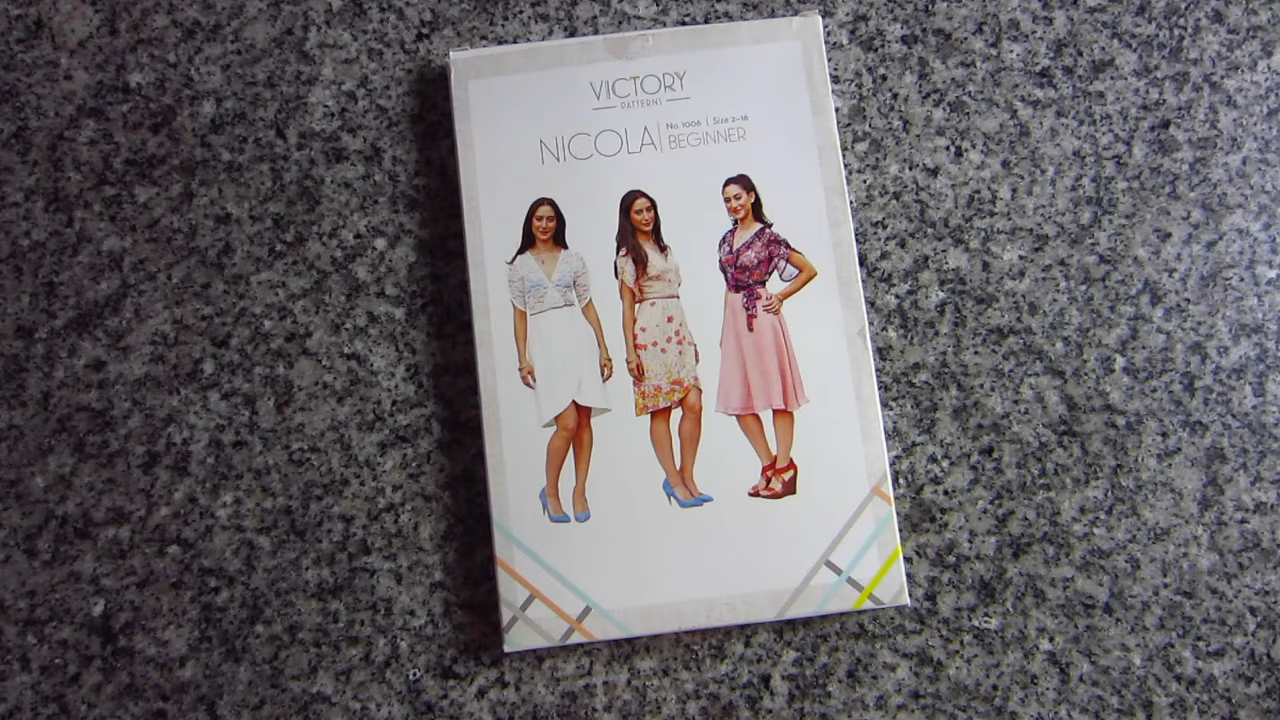 VICTORY
PATTERNS
NICOLA
No. 1006 | Size 2-16
BEGINNER